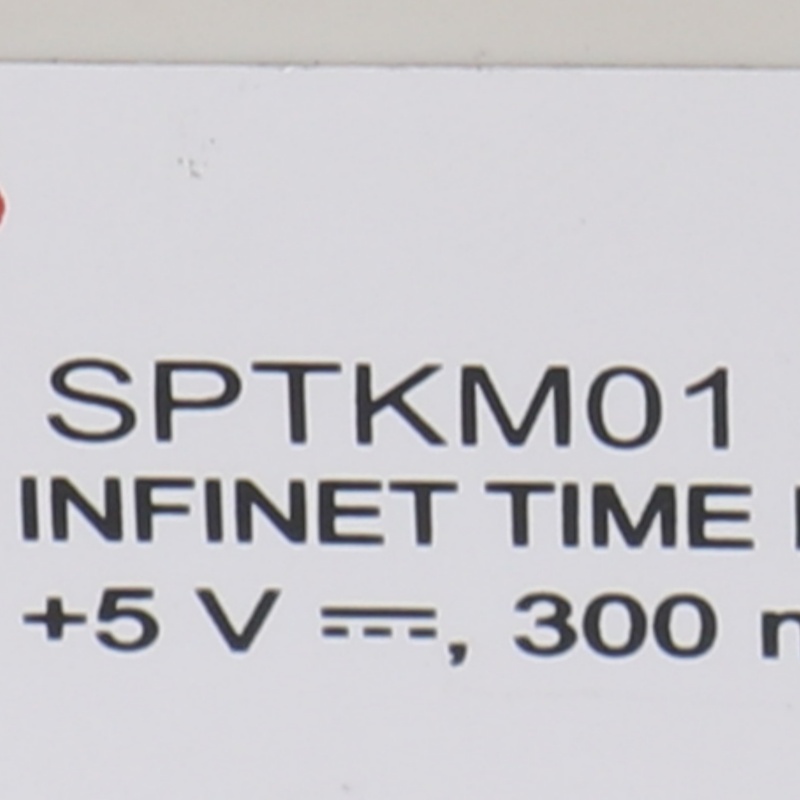 SPTKM01
INFINET TIME
+5 V ⎓, 300